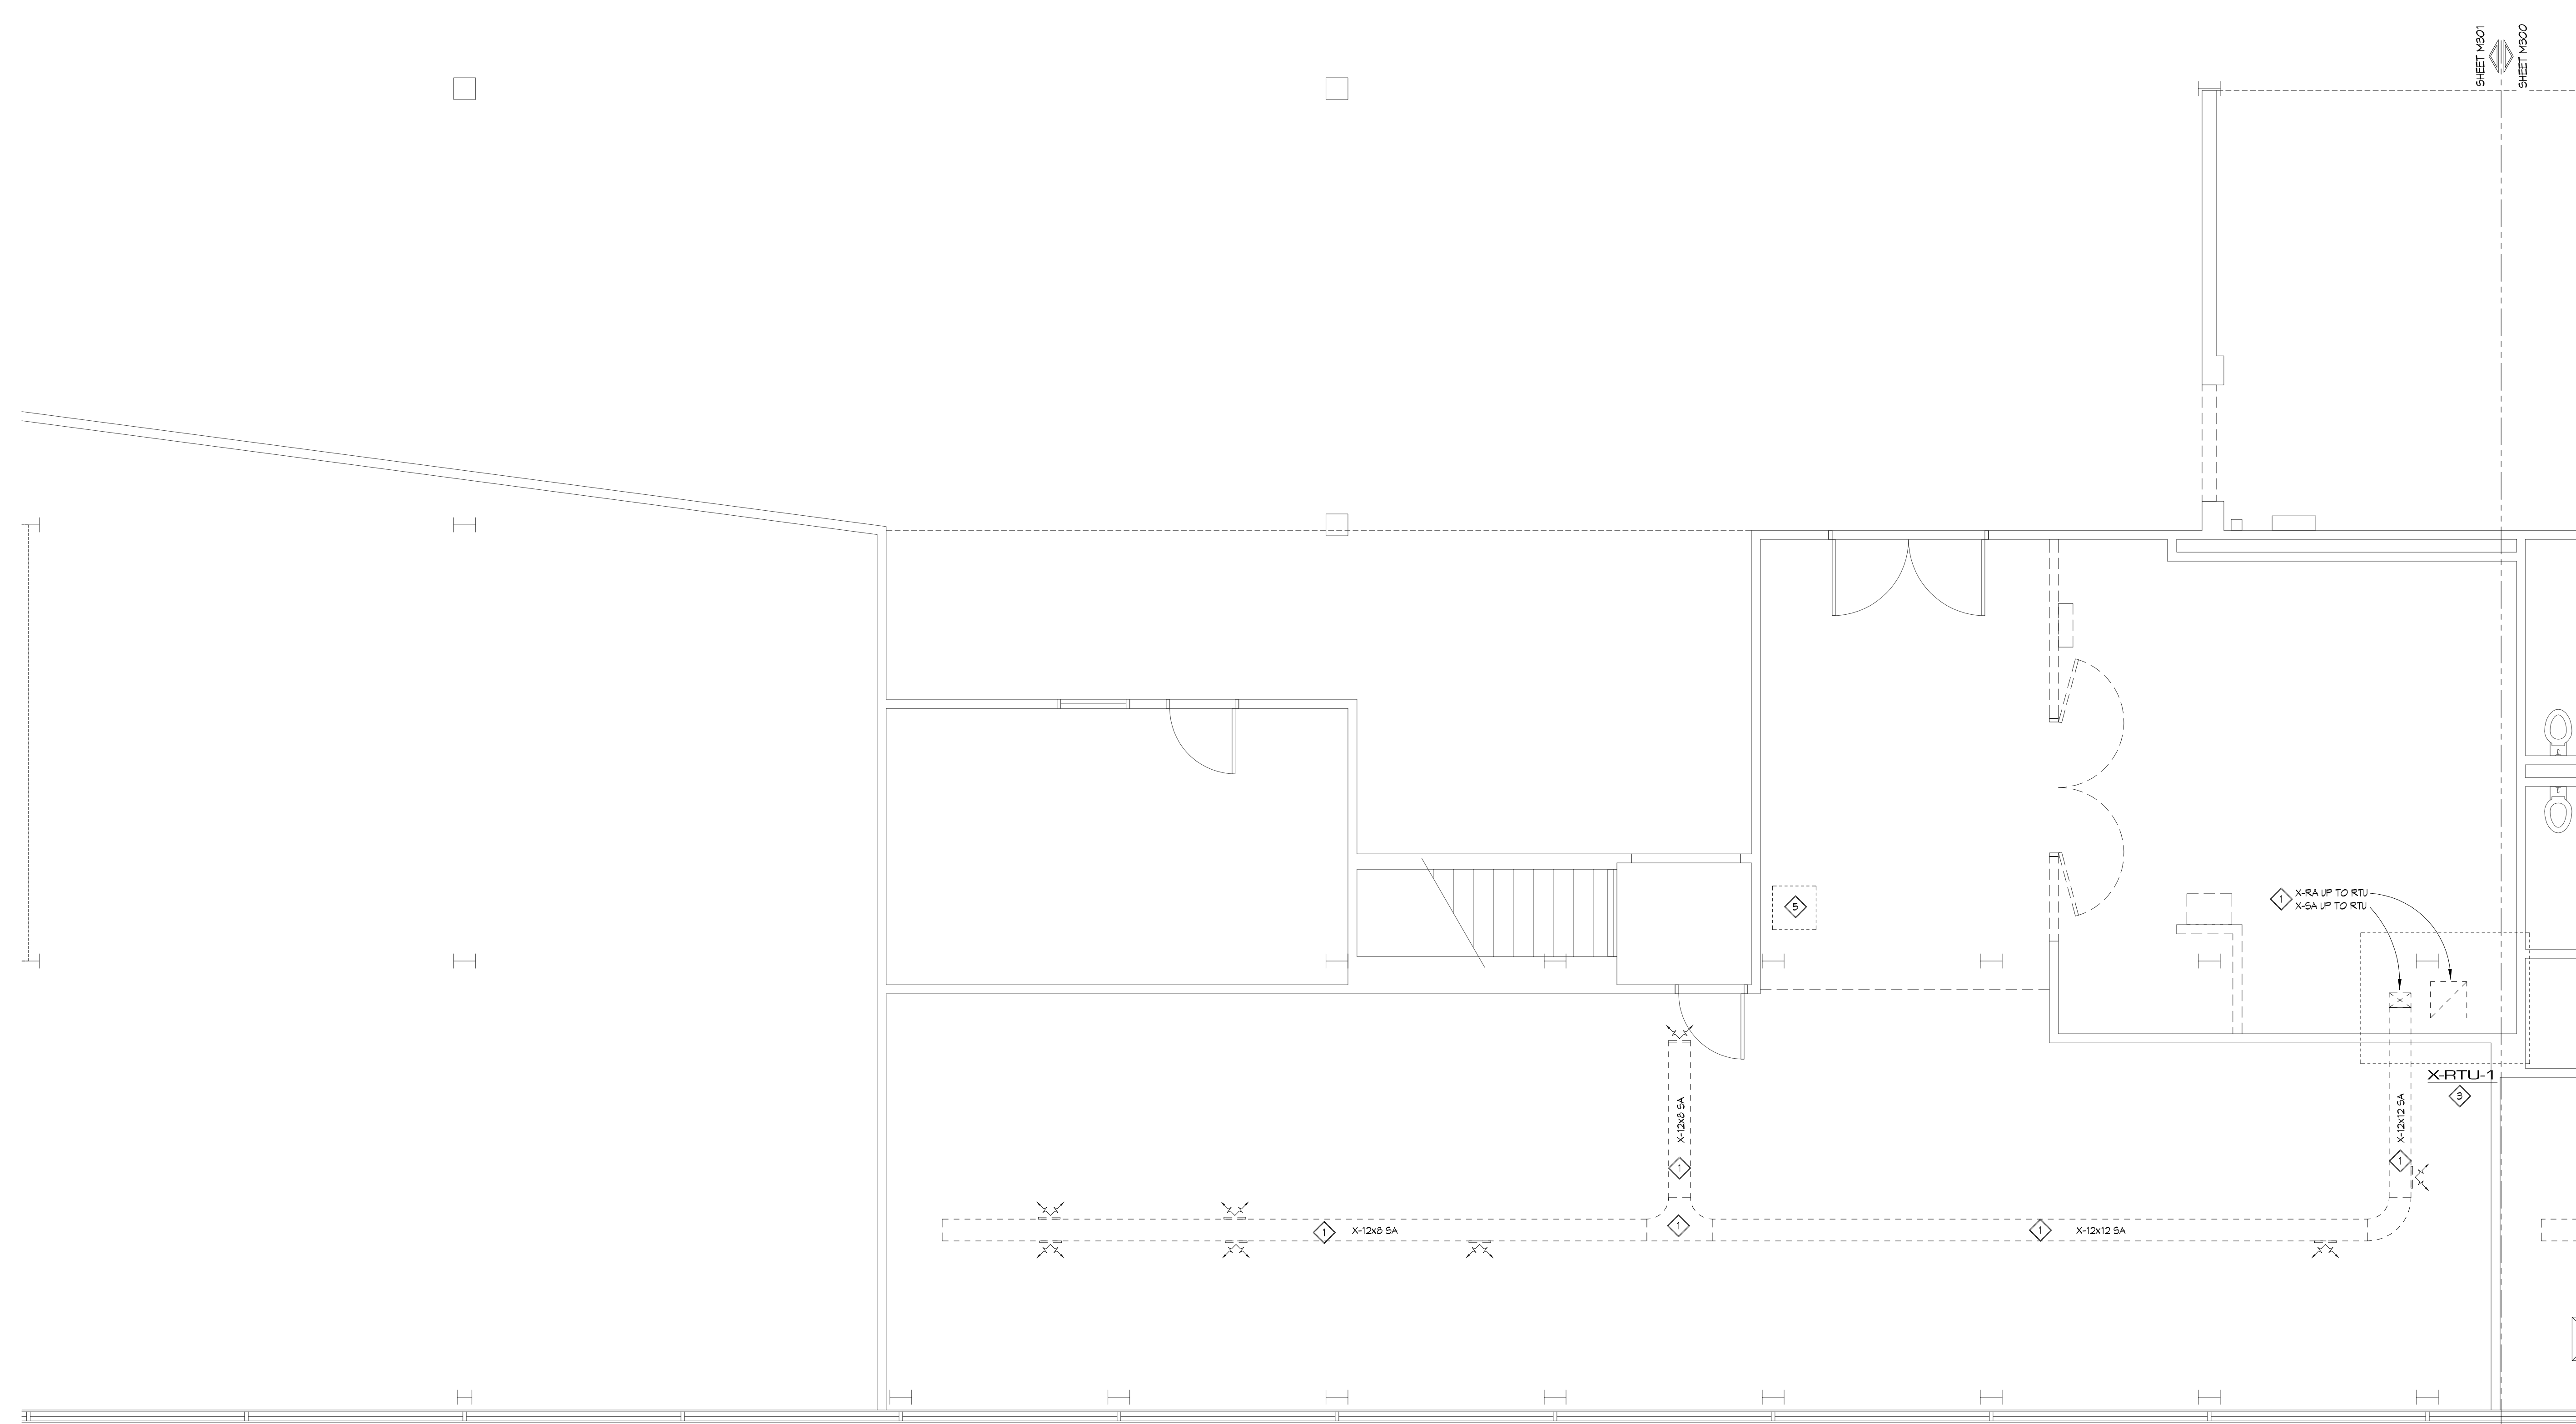 SHEET M301
SHEET M300
5
1
X-RA UP TO RTU
X-SA UP TO RTU
X-RTU-1
3
X-12x8 SA
X-12x12 SA
1
1
1
X-12x8 SA
1
1
X-12x12 SA